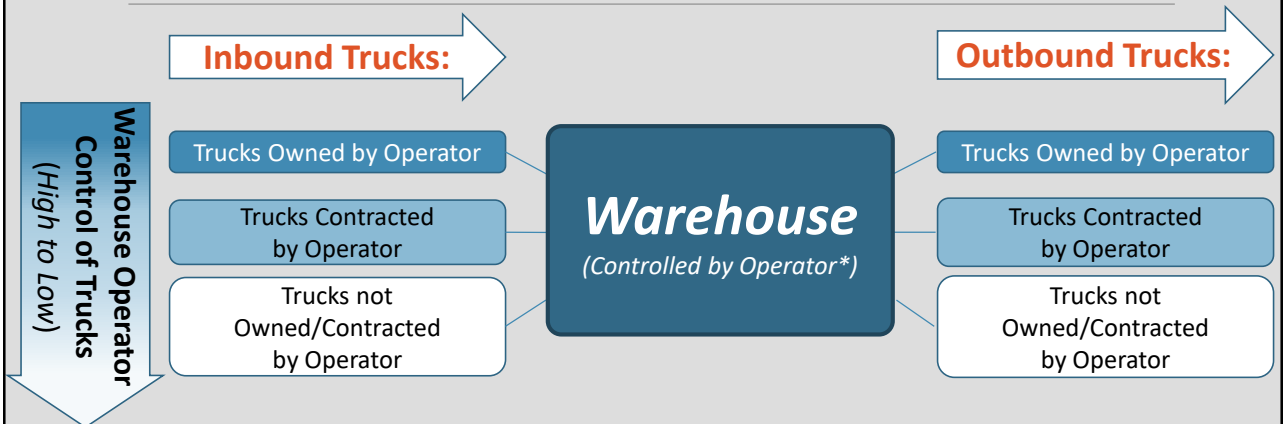 Inbound Trucks:
Outbound Trucks:
Warehouse Operator
Control of Trucks
(High to Low)
Trucks Owned by Operator
Trucks Contracted
by Operator
Trucks not
Owned/Contracted
by Operator
Warehouse
(Controlled by Operator*)
Trucks Owned by Operator
Trucks Contracted
by Operator
Trucks not
Owned/Contracted
by Operator